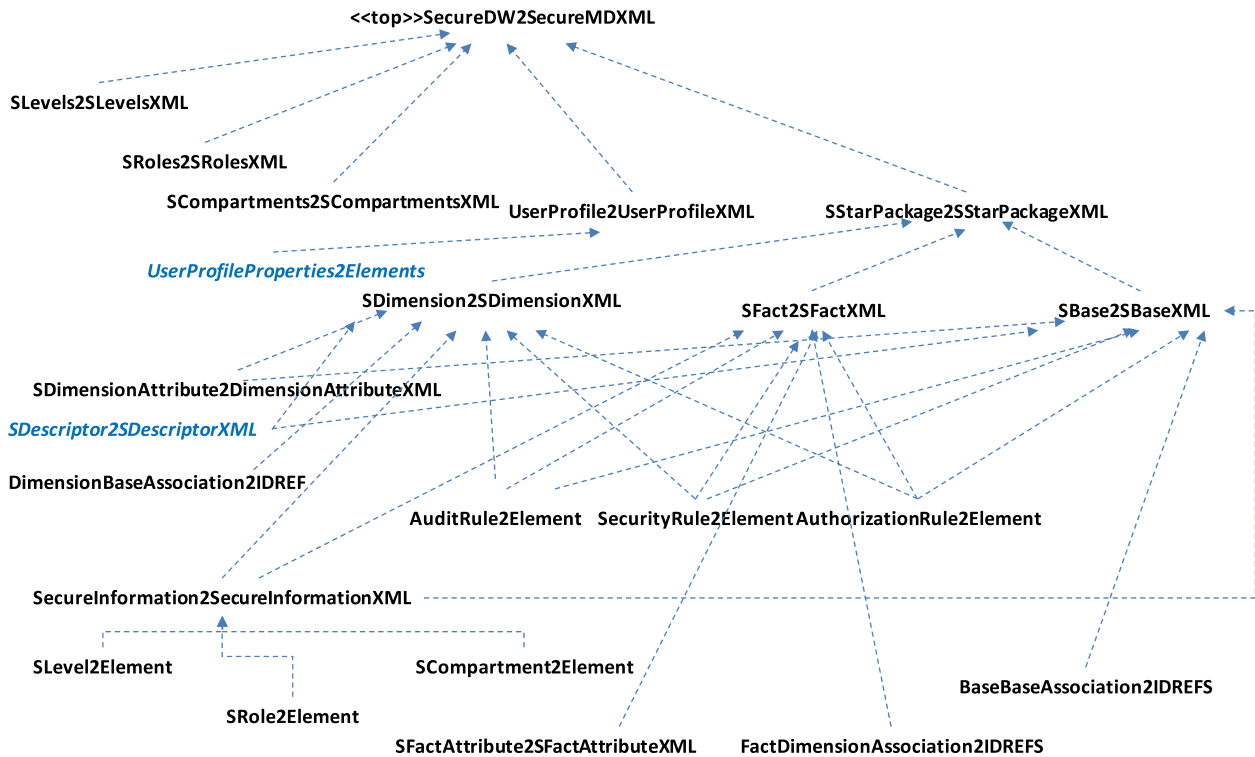 <<top>>SecureDW2SecureMDXML
SLevels2SLevelsXML
SRoles2SRolesXML
SCompartments2SCompartmentsXML
UserProfile2UserProfileXML
SStarPackage2SStarPackageXML
UserProfileProperties2Elements
SDimension2SDimensionXML
SFact2SFactXML
SBase2SBaseXML
SDimensionAttribute2DimensionAttributeXML
SDescriptor2SDescriptorXML
DimensionBaseAssociation2IDREF
AuditRule2Element
SecurityRule2Element
AuthorizationRule2Element
SecureInformation2SecureInformationXML
SLevel2Element
SCompartment2Element
BaseBaseAssociation2IDREFS
SRole2Element
SFactAttribute2SFactAttributeXML
FactDimensionAssociation2IDREFS